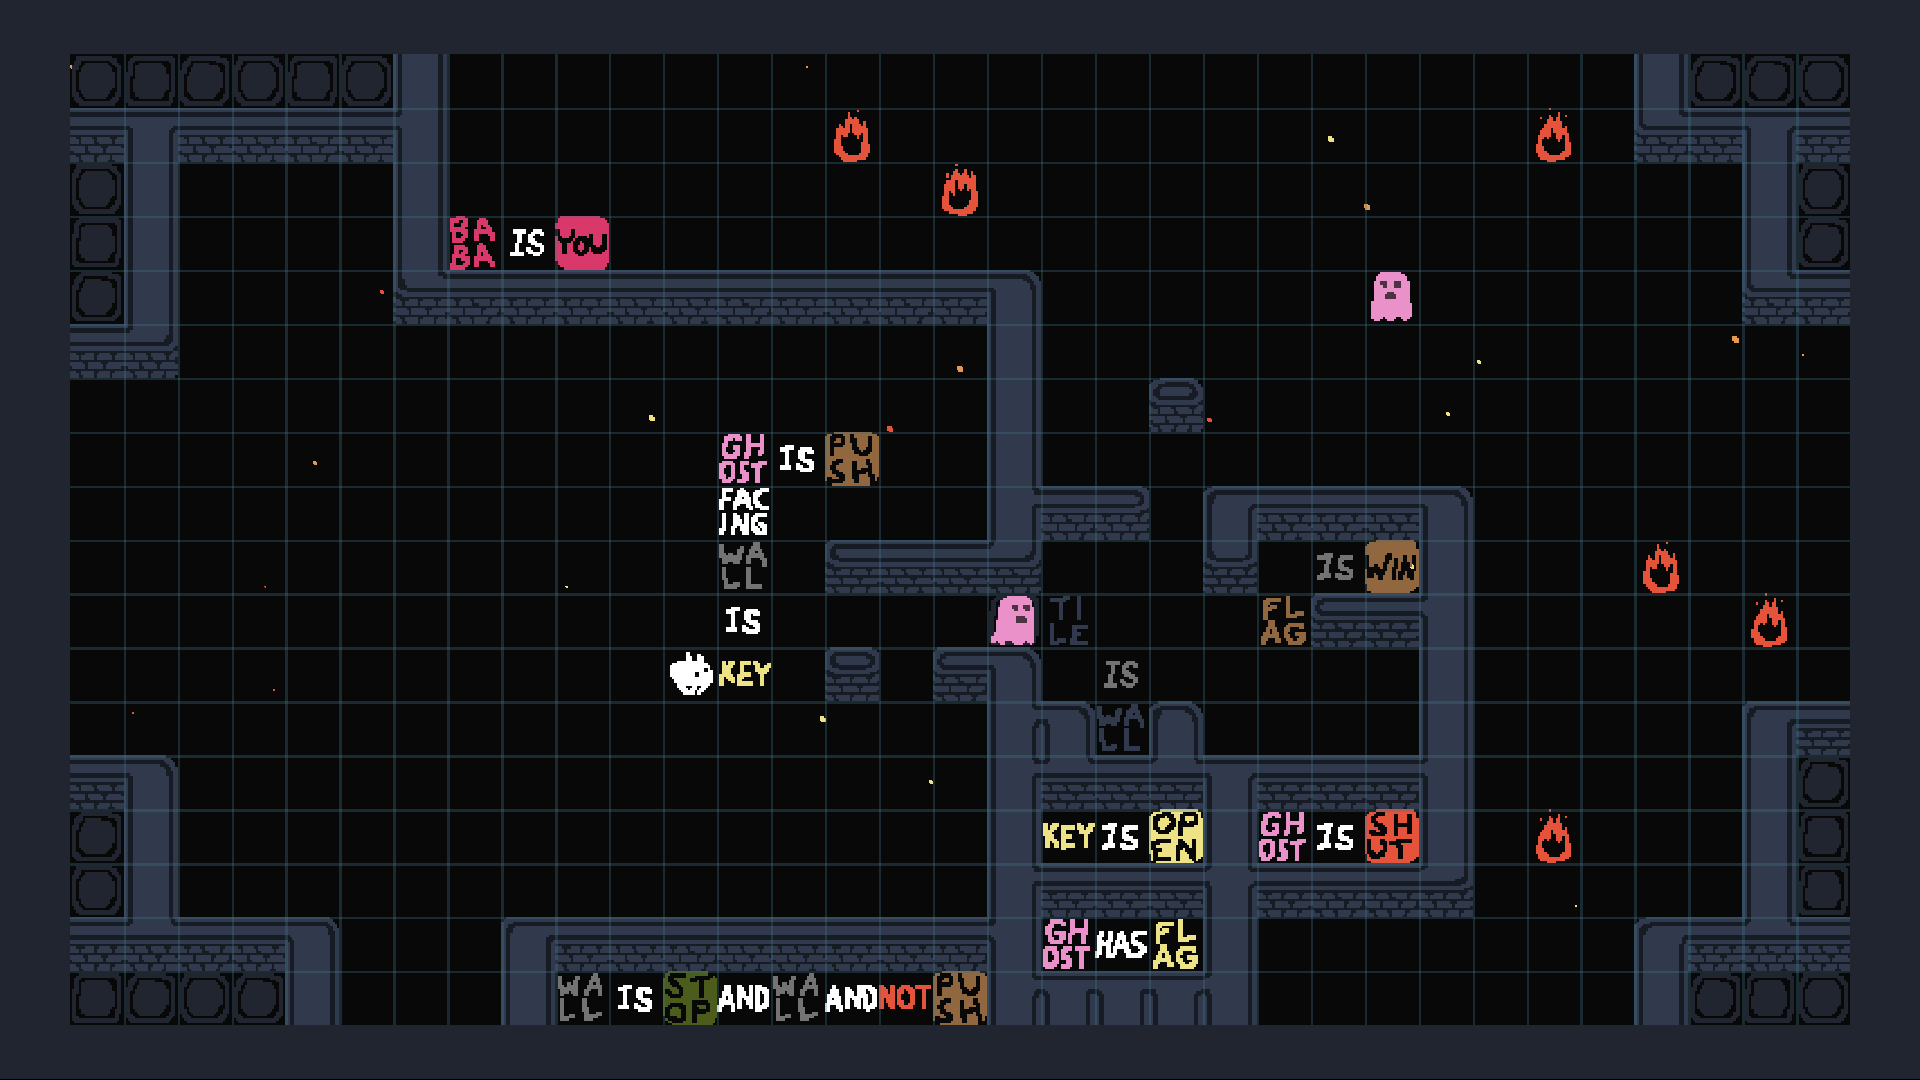 BABA IS YOU
GHOST IS PUSH
FACING
WALL
IS WIN
IS
TILE
FLAG
KEY
IS
WALL
KEY IS OPEN
GHOST IS SHUT
GHOST HAS FLAG
WALL IS STOP AND WALL AND NOT PUSH